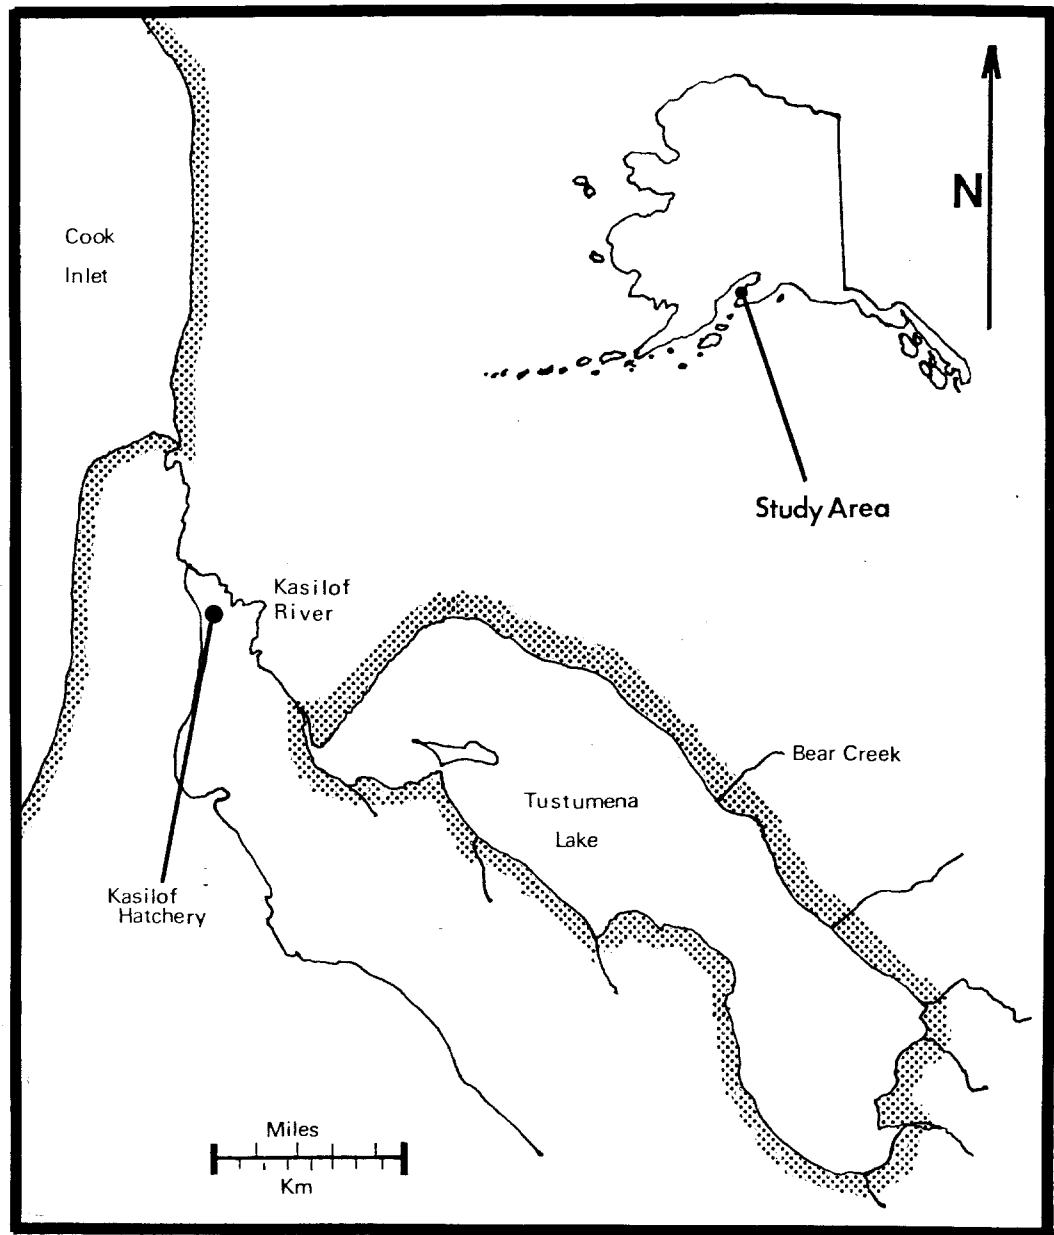 Cook
Inlet
N
Study Area
Kasilof
River
Bear Creek
Tustumena
Lake
Kasilof
Hatchery
Miles
Km